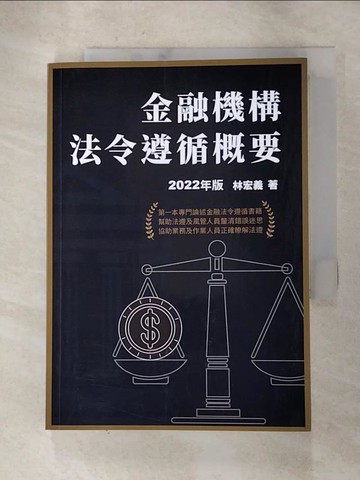 金融機構
法令遵循概要
2022年版 林宏義 著
第一本專門論述金融法令遵循書籍
幫助法遵及風管人員釐清錯誤迷思
協助業務及作業人員正確瞭解法遵
$